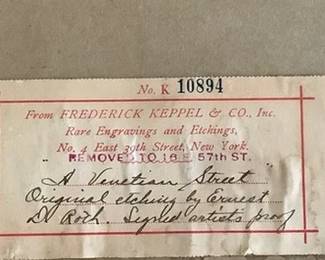 No. K 10894
From FREDERICK KEPPEL & CO., Inc.
Rare Engravings and Etchings,
No. 4 East 39th Street, New York.
REMOVED TO 16 E. 57th ST.
"A Venetian Street"
Original etching by Ernest
D. Roth. Signed artist's proof